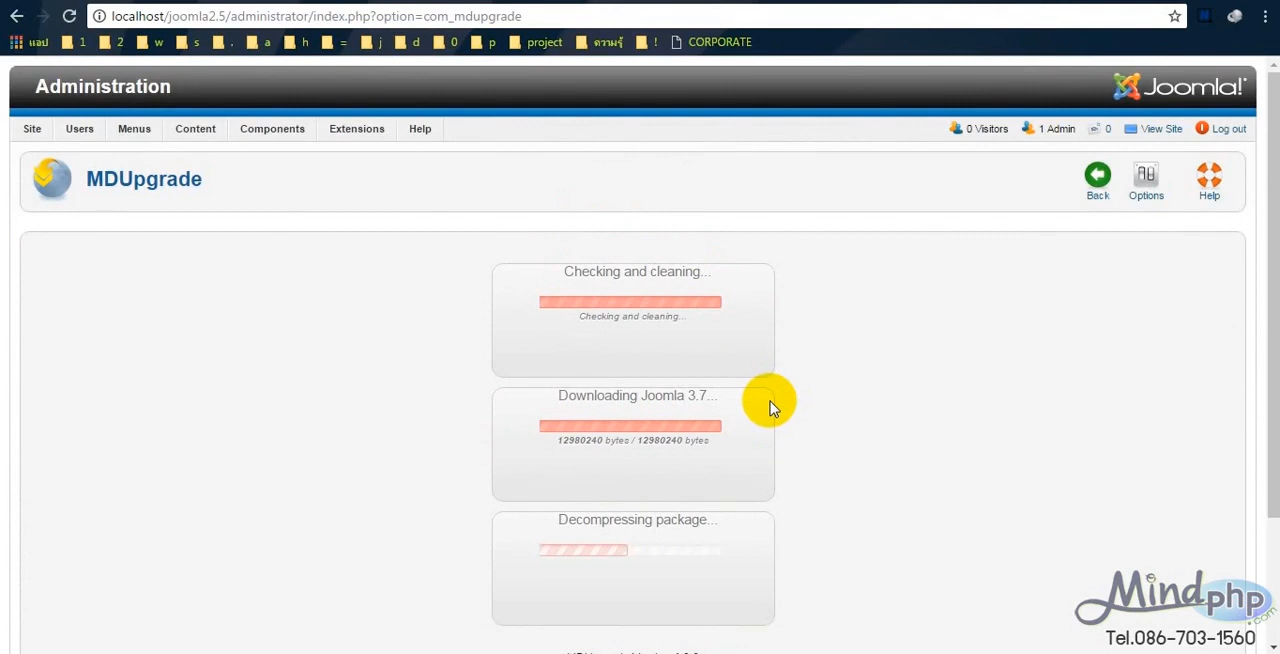 localhost/joomla2.5/administrator/index.php?option=com_mdupgrade
แอป 1 2 w s . a h = j d 0 p project ความรู้ ! CORPORATE
Administration Joomla!
Site Users Menus Content Components Extensions Help 0 Visitors 1 Admin 0 View Site Log out
MDUpgrade Back Options Help
Checking and cleaning...
Checking and cleaning...
Downloading Joomla 3.7...
12980240 bytes / 12980240 bytes
Decompressing package...
Mindphp.com
Tel.086-703-1560